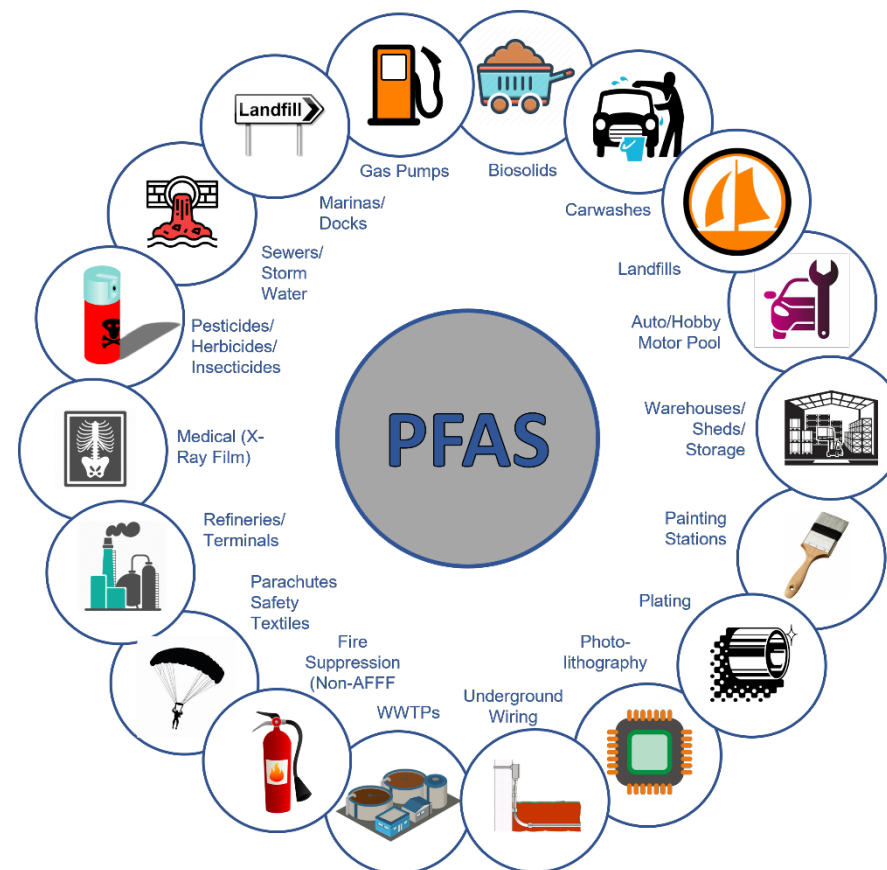 Landfill
Gas Pumps
Biosolids
Carwashes
Landfills
Auto/Hobby
Motor Pool
Warehouses/
Sheds/
Storage
Painting
Stations
Plating
Photo-
lithography
Underground
Wiring
WWTPs
Fire
Suppression
(Non-AFFF
Parachutes
Safety
Textiles
Refineries/
Terminals
Medical (X-
Ray Film)
Pesticides/
Herbicides/
Insecticides
Sewers/
Storm
Water
Marinas/
Docks
PFAS